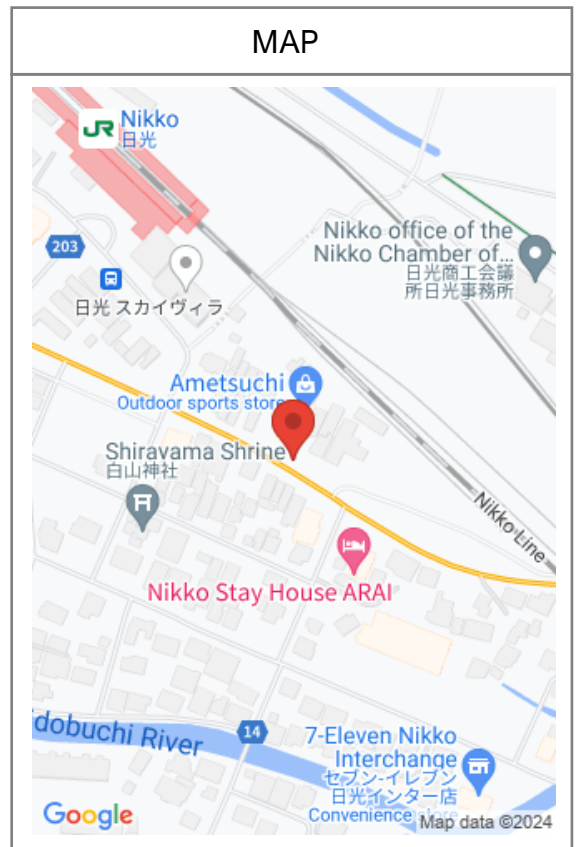 MAP
JR
Nikko
日光
203
日光 スカイヴィラ
Nikko office of the
Nikko Chamber of...
日光商工会議
所日光事務所
Ametsuchi
Outdoor sports store
Shirayama Shrine
白山神社
Nikko Line
Nikko Stay House ARAI
dobuchi River
14
7-Eleven Nikko
Interchange
セブン-イレブン
日光インター店
Convenience store
Google
Map data ©2024